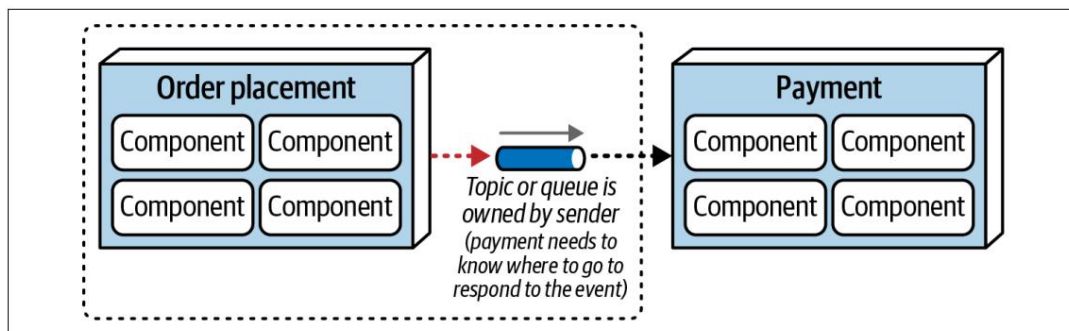 Order placement
Component Component
Component Component
Topic or queue is
owned by sender
(payment needs to
know where to go to
respond to the event)
Payment
Component Component
Component Component